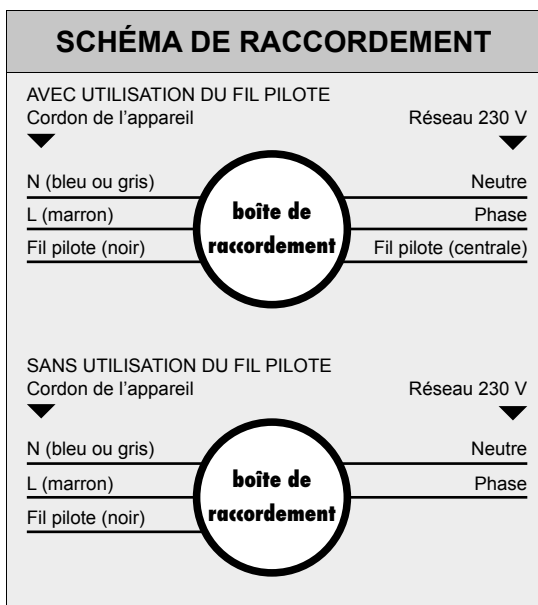 SCHÉMA DE RACCORDEMENT
AVEC UTILISATION DU FIL PILOTE
Cordon de l'appareil
Réseau 230 V
N (bleu ou gris)
Neutre
L (marron)
Phase
Fil pilote (noir)
Fil pilote (centrale)
boîte de
raccordement
SANS UTILISATION DU FIL PILOTE
Cordon de l'appareil
Réseau 230 V
N (bleu ou gris)
Neutre
L (marron)
Phase
Fil pilote (noir)
boîte de
raccordement